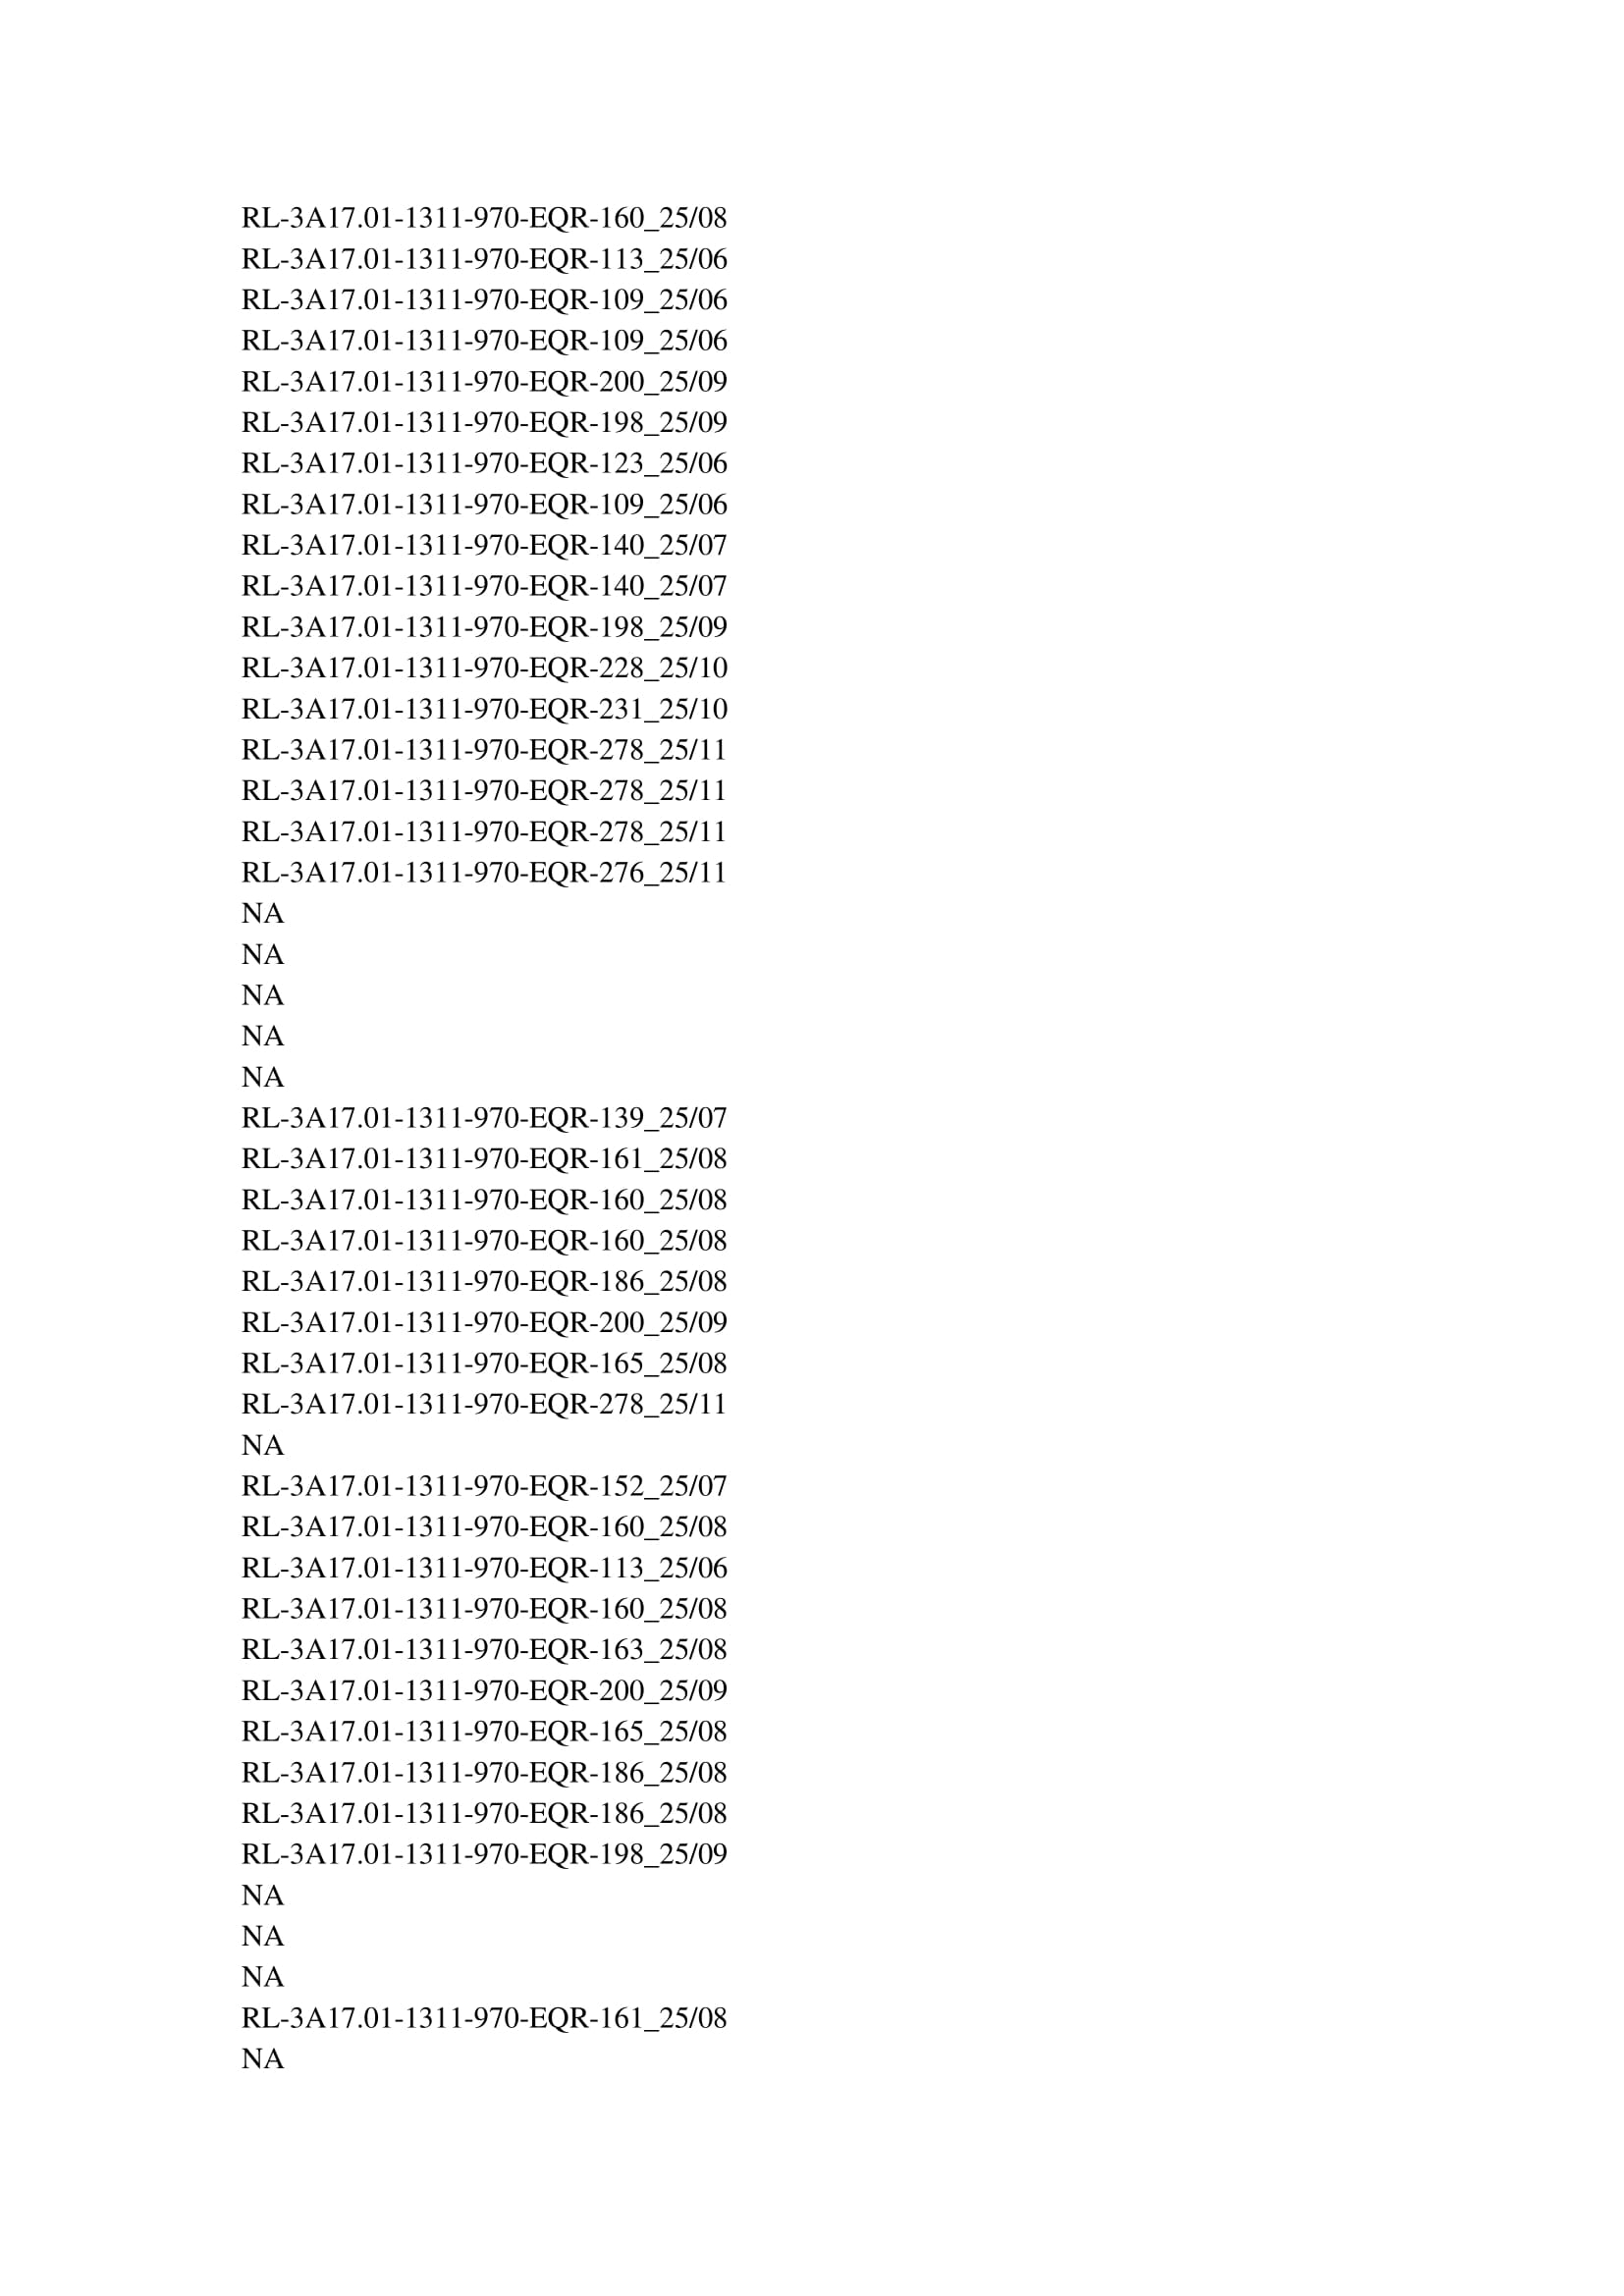 RL-3A17.01-1311-970-EQR-160_25/08
RL-3A17.01-1311-970-EQR-113_25/06
RL-3A17.01-1311-970-EQR-109_25/06
RL-3A17.01-1311-970-EQR-109_25/06
RL-3A17.01-1311-970-EQR-200_25/09
RL-3A17.01-1311-970-EQR-198_25/09
RL-3A17.01-1311-970-EQR-123_25/06
RL-3A17.01-1311-970-EQR-109_25/06
RL-3A17.01-1311-970-EQR-140_25/07
RL-3A17.01-1311-970-EQR-140_25/07
RL-3A17.01-1311-970-EQR-198_25/09
RL-3A17.01-1311-970-EQR-228_25/10
RL-3A17.01-1311-970-EQR-231_25/10
RL-3A17.01-1311-970-EQR-278_25/11
RL-3A17.01-1311-970-EQR-278_25/11
RL-3A17.01-1311-970-EQR-278_25/11
RL-3A17.01-1311-970-EQR-276_25/11
NA
NA
NA
NA
NA
RL-3A17.01-1311-970-EQR-139_25/07
RL-3A17.01-1311-970-EQR-161_25/08
RL-3A17.01-1311-970-EQR-160_25/08
RL-3A17.01-1311-970-EQR-160_25/08
RL-3A17.01-1311-970-EQR-186_25/08
RL-3A17.01-1311-970-EQR-200_25/09
RL-3A17.01-1311-970-EQR-165_25/08
RL-3A17.01-1311-970-EQR-278_25/11
NA
RL-3A17.01-1311-970-EQR-152_25/07
RL-3A17.01-1311-970-EQR-160_25/08
RL-3A17.01-1311-970-EQR-113_25/06
RL-3A17.01-1311-970-EQR-160_25/08
RL-3A17.01-1311-970-EQR-163_25/08
RL-3A17.01-1311-970-EQR-200_25/09
RL-3A17.01-1311-970-EQR-165_25/08
RL-3A17.01-1311-970-EQR-186_25/08
RL-3A17.01-1311-970-EQR-186_25/08
RL-3A17.01-1311-970-EQR-198_25/09
NA
NA
NA
RL-3A17.01-1311-970-EQR-161_25/08
NA